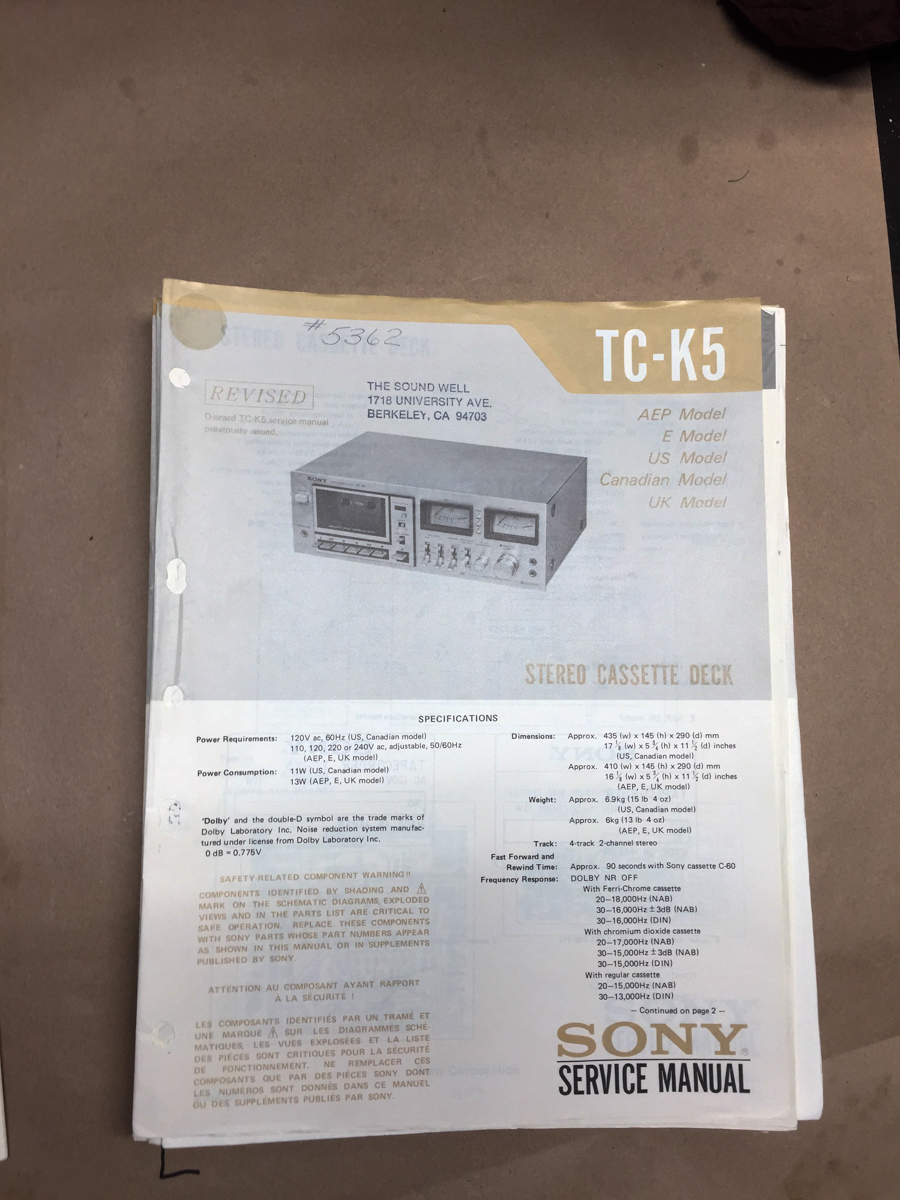 #5362
TC-K5
REVISED
Discard TC-K5 service manual
previously issued.
THE SOUND WELL
1718 UNIVERSITY AVE.
BERKELEY, CA 94703
AEP Model
E Model
US Model
Canadian Model
UK Model
SONY
STEREO CASSETTE DECK
SPECIFICATIONS
Power Requirements: 120V ac, 60Hz (US, Canadian model)
110, 120, 220 or 240V ac, adjustable, 50/60Hz
(AEP, E, UK model)
Power Consumption: 11W (US, Canadian model)
13W (AEP, E, UK model)
'Dolby' and the double-D symbol are the trade marks of
Dolby Laboratory Inc. Noise reduction system manufac-
tured under license from Dolby Laboratory Inc.
0 dB = 0.775V
SAFETY-RELATED COMPONENT WARNING!!
COMPONENTS IDENTIFIED BY SHADING AND ⚠
MARK ON THE SCHEMATIC DIAGRAMS, EXPLODED
VIEWS AND IN THE PARTS LIST ARE CRITICAL TO
SAFE OPERATION. REPLACE THESE COMPONENTS
WITH SONY PARTS WHOSE PART NUMBERS APPEAR
AS SHOWN IN THIS MANUAL OR IN SUPPLEMENTS
PUBLISHED BY SONY.
ATTENTION AU COMPOSANT AYANT RAPPORT
À LA SÉCURITÉ !
LES COMPOSANTS IDENTIFIÉS PAR UN TRAMÉ ET
UNE MARQUE ⚠ SUR LES DIAGRAMMES SCHÉ-
MATIQUES, LES VUES EXPLOSÉES ET LA LISTE
DES PIÈCES SONT CRITIQUES POUR LA SÉCURITÉ
DE FONCTIONNEMENT. NE REMPLACER CES
COMPOSANTS QUE PAR DES PIÈCES SONY DONT
LES NUMÉROS SONT DONNÉS DANS CE MANUEL
OU DES SUPPLÉMENTS PUBLIÉS PAR SONY.
Dimensions: Approx. 435 (w) x 145 (h) x 290 (d) mm
17 1/8 (w) x 5 3/4 (h) x 11 1/2 (d) inches
(US, Canadian model)
Approx. 410 (w) x 145 (h) x 290 (d) mm
16 1/8 (w) x 5 3/4 (h) x 11 1/2 (d) inches
(AEP, E, UK model)
Weight: Approx. 6.9kg (15 lb 4 oz)
(US, Canadian model)
Approx. 6kg (13 lb 4 oz)
(AEP, E, UK model)
Track: 4-track 2-channel stereo
Fast Forward and
Rewind Time: Approx. 90 seconds with Sony cassette C-60
Frequency Response: DOLBY NR OFF
With Ferri-Chrome cassette
20–18,000Hz (NAB)
30–16,000Hz ±3dB (NAB)
30–16,000Hz (DIN)
With chromium dioxide cassette
20–17,000Hz (NAB)
30–15,000Hz ±3dB (NAB)
30–15,000Hz (DIN)
With regular cassette
20–15,000Hz (NAB)
30–13,000Hz (DIN)
— Continued on page 2 —
SONY®
SERVICE MANUAL